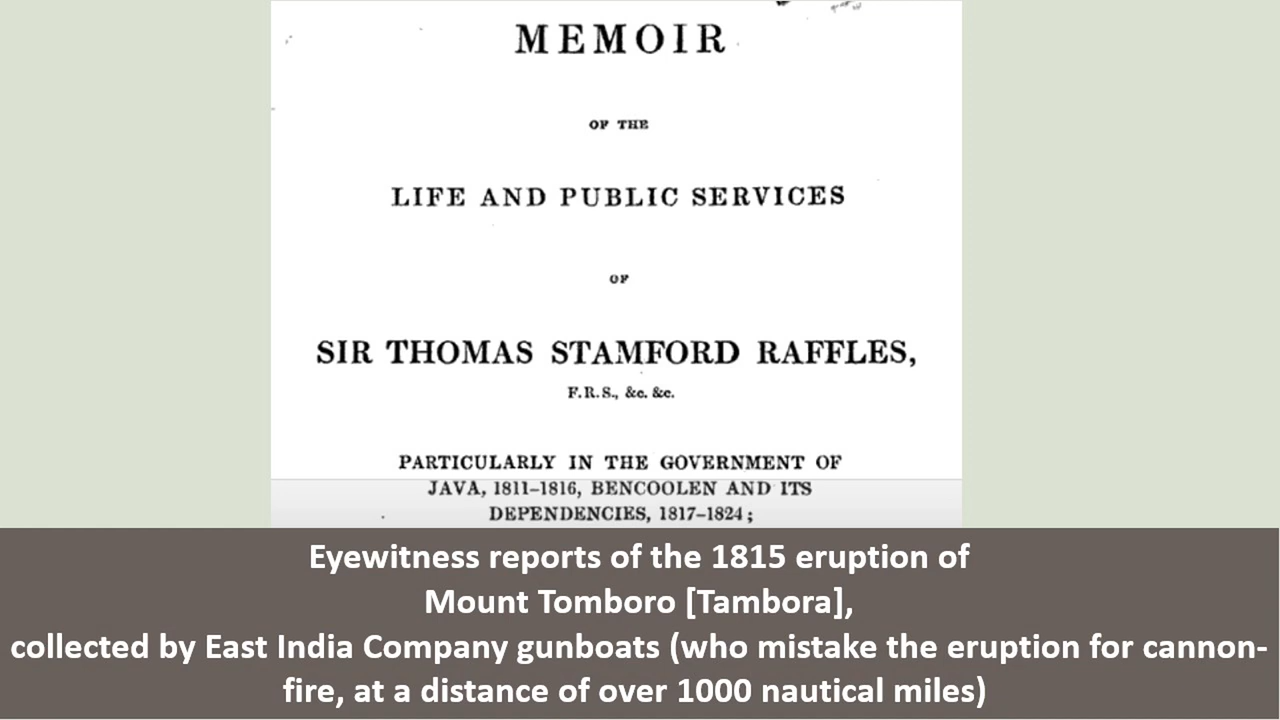 MEMOIR
OF THE
LIFE AND PUBLIC SERVICES
OF
SIR THOMAS STAMFORD RAFFLES,
F.R.S., &c. &c.
PARTICULARLY IN THE GOVERNMENT OF
JAVA, 1811–1816, BENCOOLEN AND ITS
DEPENDENCIES, 1817–1824;
Eyewitness reports of the 1815 eruption of
Mount Tomboro [Tambora],
collected by East India Company gunboats (who mistake the eruption for cannon-
fire, at a distance of over 1000 nautical miles)